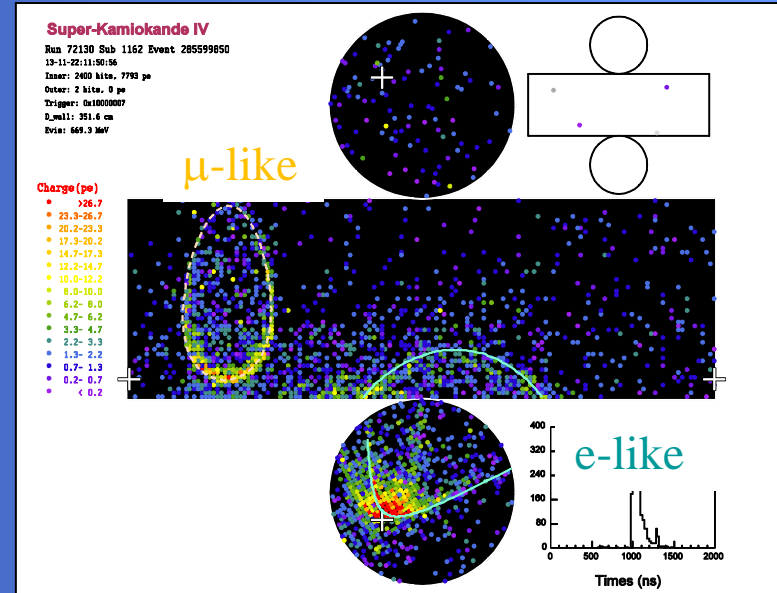 Super-Kamiokande IV
Run 72130 Sub 1162 Event 285599850
13-11-22:11:50:56
Inner: 2400 hits, 7793 pe
Outer: 2 hits, 0 pe
Trigger: 0x10000007
D_wall: 351.6 cm
Evis: 669.3 MeV
μ-like
Charge(pe)
>26.7
23.3-26.7
20.2-23.3
17.3-20.2
14.7-17.3
12.2-14.7
10.0-12.2
8.0-10.0
6.2- 8.0
4.7- 6.2
3.3- 4.7
2.2- 3.3
1.3- 2.2
0.7- 1.3
0.2- 0.7
< 0.2
e-like
400
320
240
160
80
0
0 500 1000 1500 2000
Times (ns)